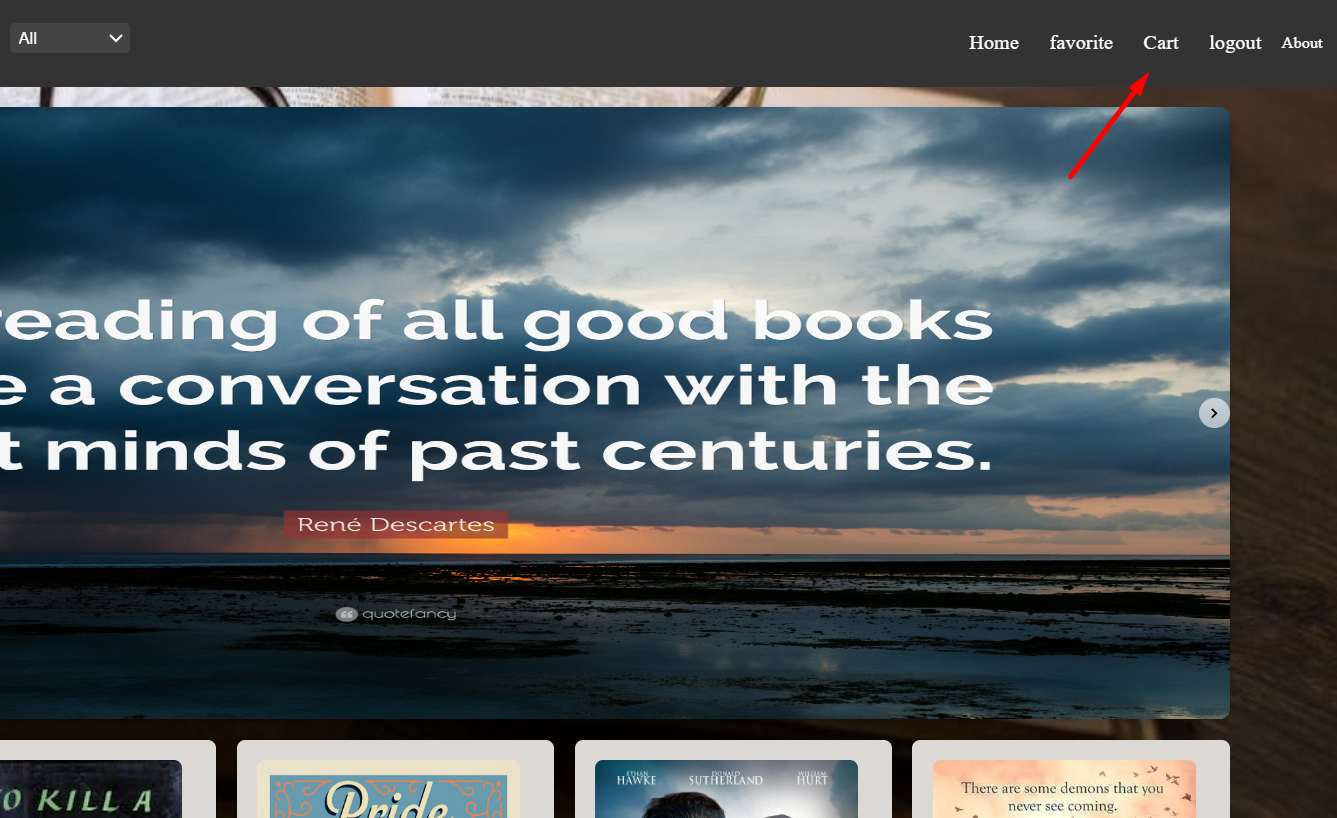 All
Home favorite Cart logout About
reading of all good books
e a conversation with the
t minds of past centuries.
René Descartes
quotefancy
O KILL A
Pride
ETHAN HAWKE
DONALD SUTHERLAND
WILLIAM HURT
There are some demons that you
never see coming.